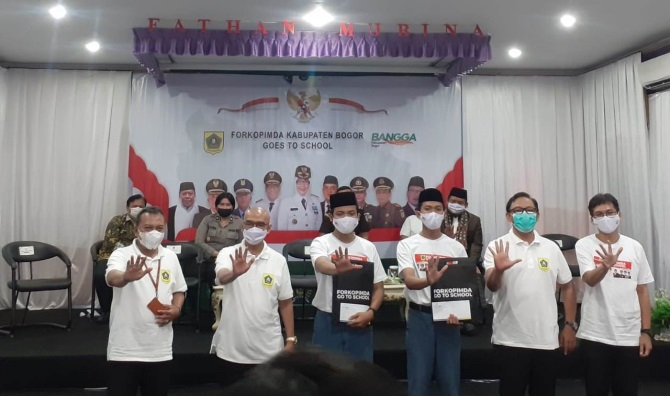 FATHAN MUBINA
FORKOPIMDA KABUPATEN BOGOR
GOES TO SCHOOL
BANGGA
FORKOPIMDA
GO TO SCHOOL
FORKOPIMDA
GO TO SCHOOL